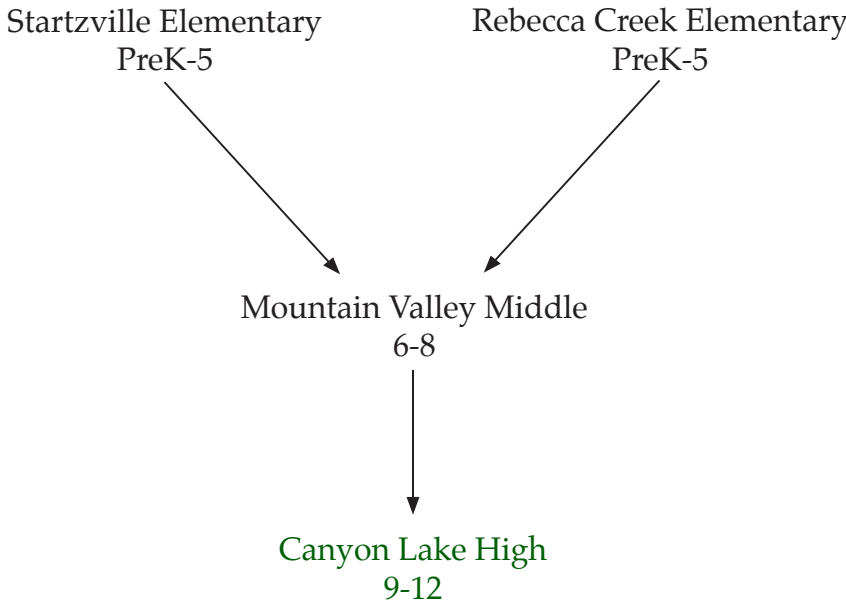 Startzville Elementary
PreK-5
Rebecca Creek Elementary
PreK-5
Mountain Valley Middle
6-8
Canyon Lake High
9-12